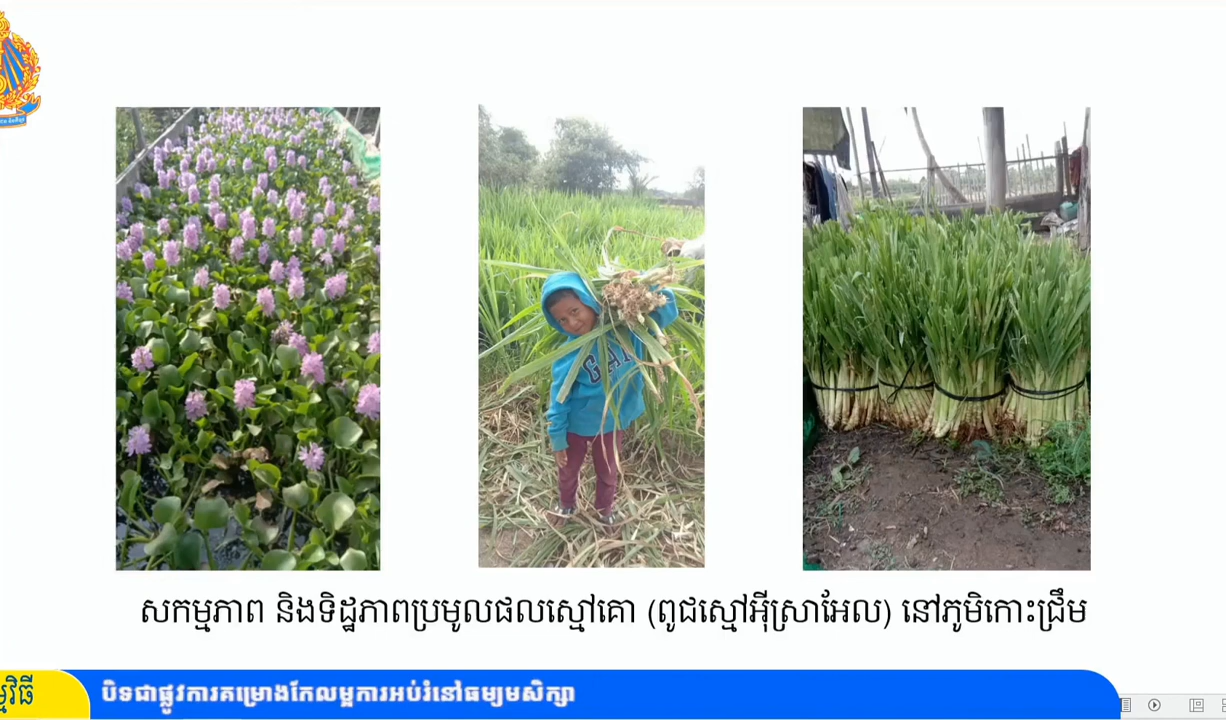 GAP
សកម្មភាព និងទិដ្ឋភាពប្រមូលផលស្មៅគោ (ពូជស្មៅអ៊ីស្រាអែល) នៅភូមិកោះជ្រឹម
បិទជាផ្លូវការគម្រោងកែលម្អការអប់រំនៅធម្យមសិក្សា